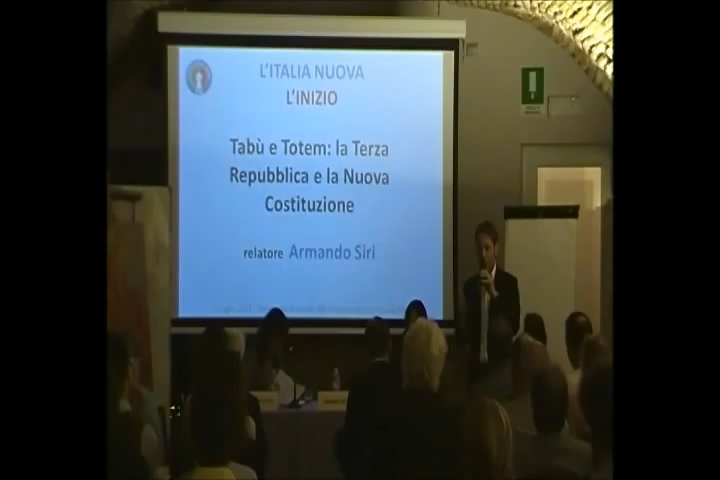 L'ITALIA NUOVA
L'INIZIO
Tabù e Totem: la Terza
Repubblica e la Nuova
Costituzione
relatore Armando Siri